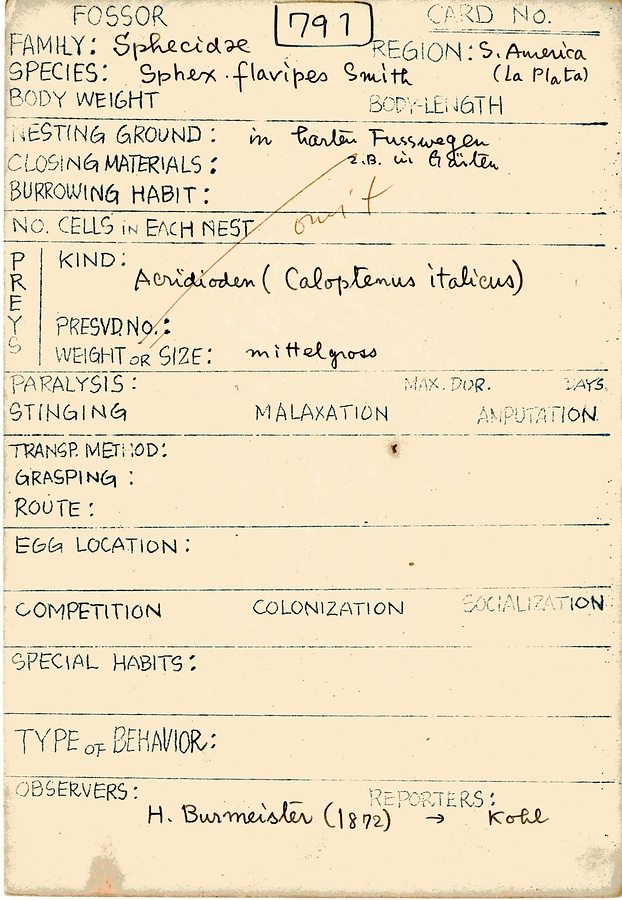 FOSSOR 791 CARD No.
FAMILY: Sphecidae REGION: S. America
SPECIES: Sphex flavipes Smith (La Plata)
BODY WEIGHT BODY-LENGTH
NESTING GROUND: in harten Fusswegen
CLOSING MATERIALS: z.B. in Gärten
BURROWING HABIT:
omit
NO. CELLS IN EACH NEST
PREYS
KIND:
Acridioden (Caloptenus italicus)
PRESVD. NO.:
WEIGHT OR SIZE: mittelgross
PARALYSIS: MAX. DUR. DAYS
STINGING MALAXATION AMPUTATION
TRANSP. METHOD:
GRASPING:
ROUTE:
EGG LOCATION:
COMPETITION COLONIZATION SOCIALIZATION
SPECIAL HABITS:
TYPE OF BEHAVIOR:
OBSERVERS: REPORTERS:
H. Burmeister (1872) → Kohl